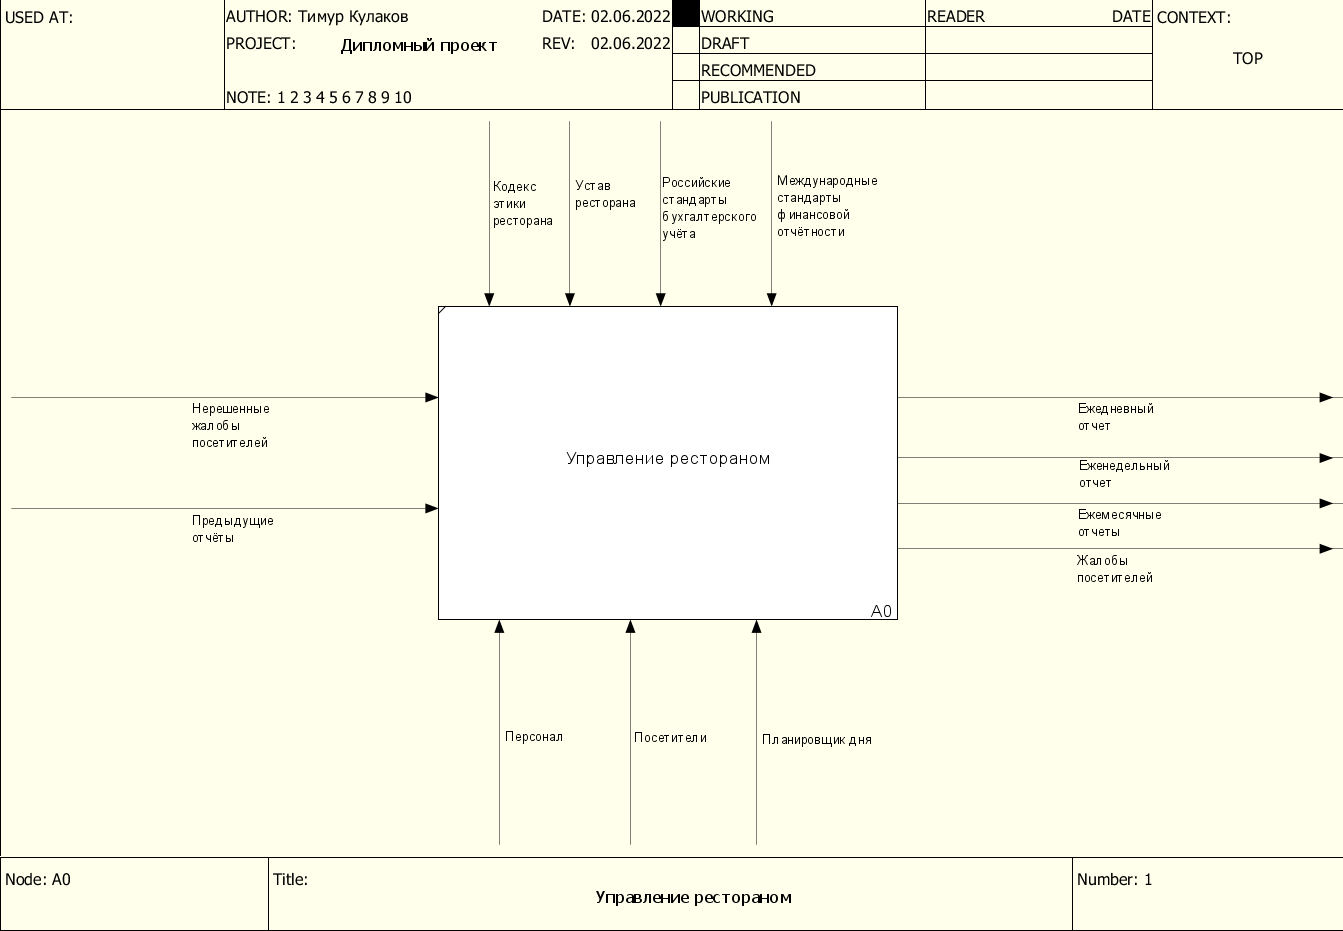 USED AT:
AUTHOR: Тимур Кулаков
DATE: 02.06.2022
PROJECT: Дипломный проект
REV: 02.06.2022
NOTE: 1 2 3 4 5 6 7 8 9 10
WORKING
DRAFT
RECOMMENDED
PUBLICATION
READER DATE
CONTEXT:
TOP
Кодекс
этики
ресторана
Устав
ресторана
Российские
стандарты
бухгалтерского
учёта
Международные
стандарты
финансовой
отчётности
Нерешенные
жалобы
посетителей
Предыдущие
отчёты
Управление рестораном
A0
Ежедневный
отчет
Еженедельный
отчет
Ежемесячные
отчеты
Жалобы
посетителей
Персонал
Посетители
Планировщик дня
Node: A0
Title:
Управление рестораном
Number: 1